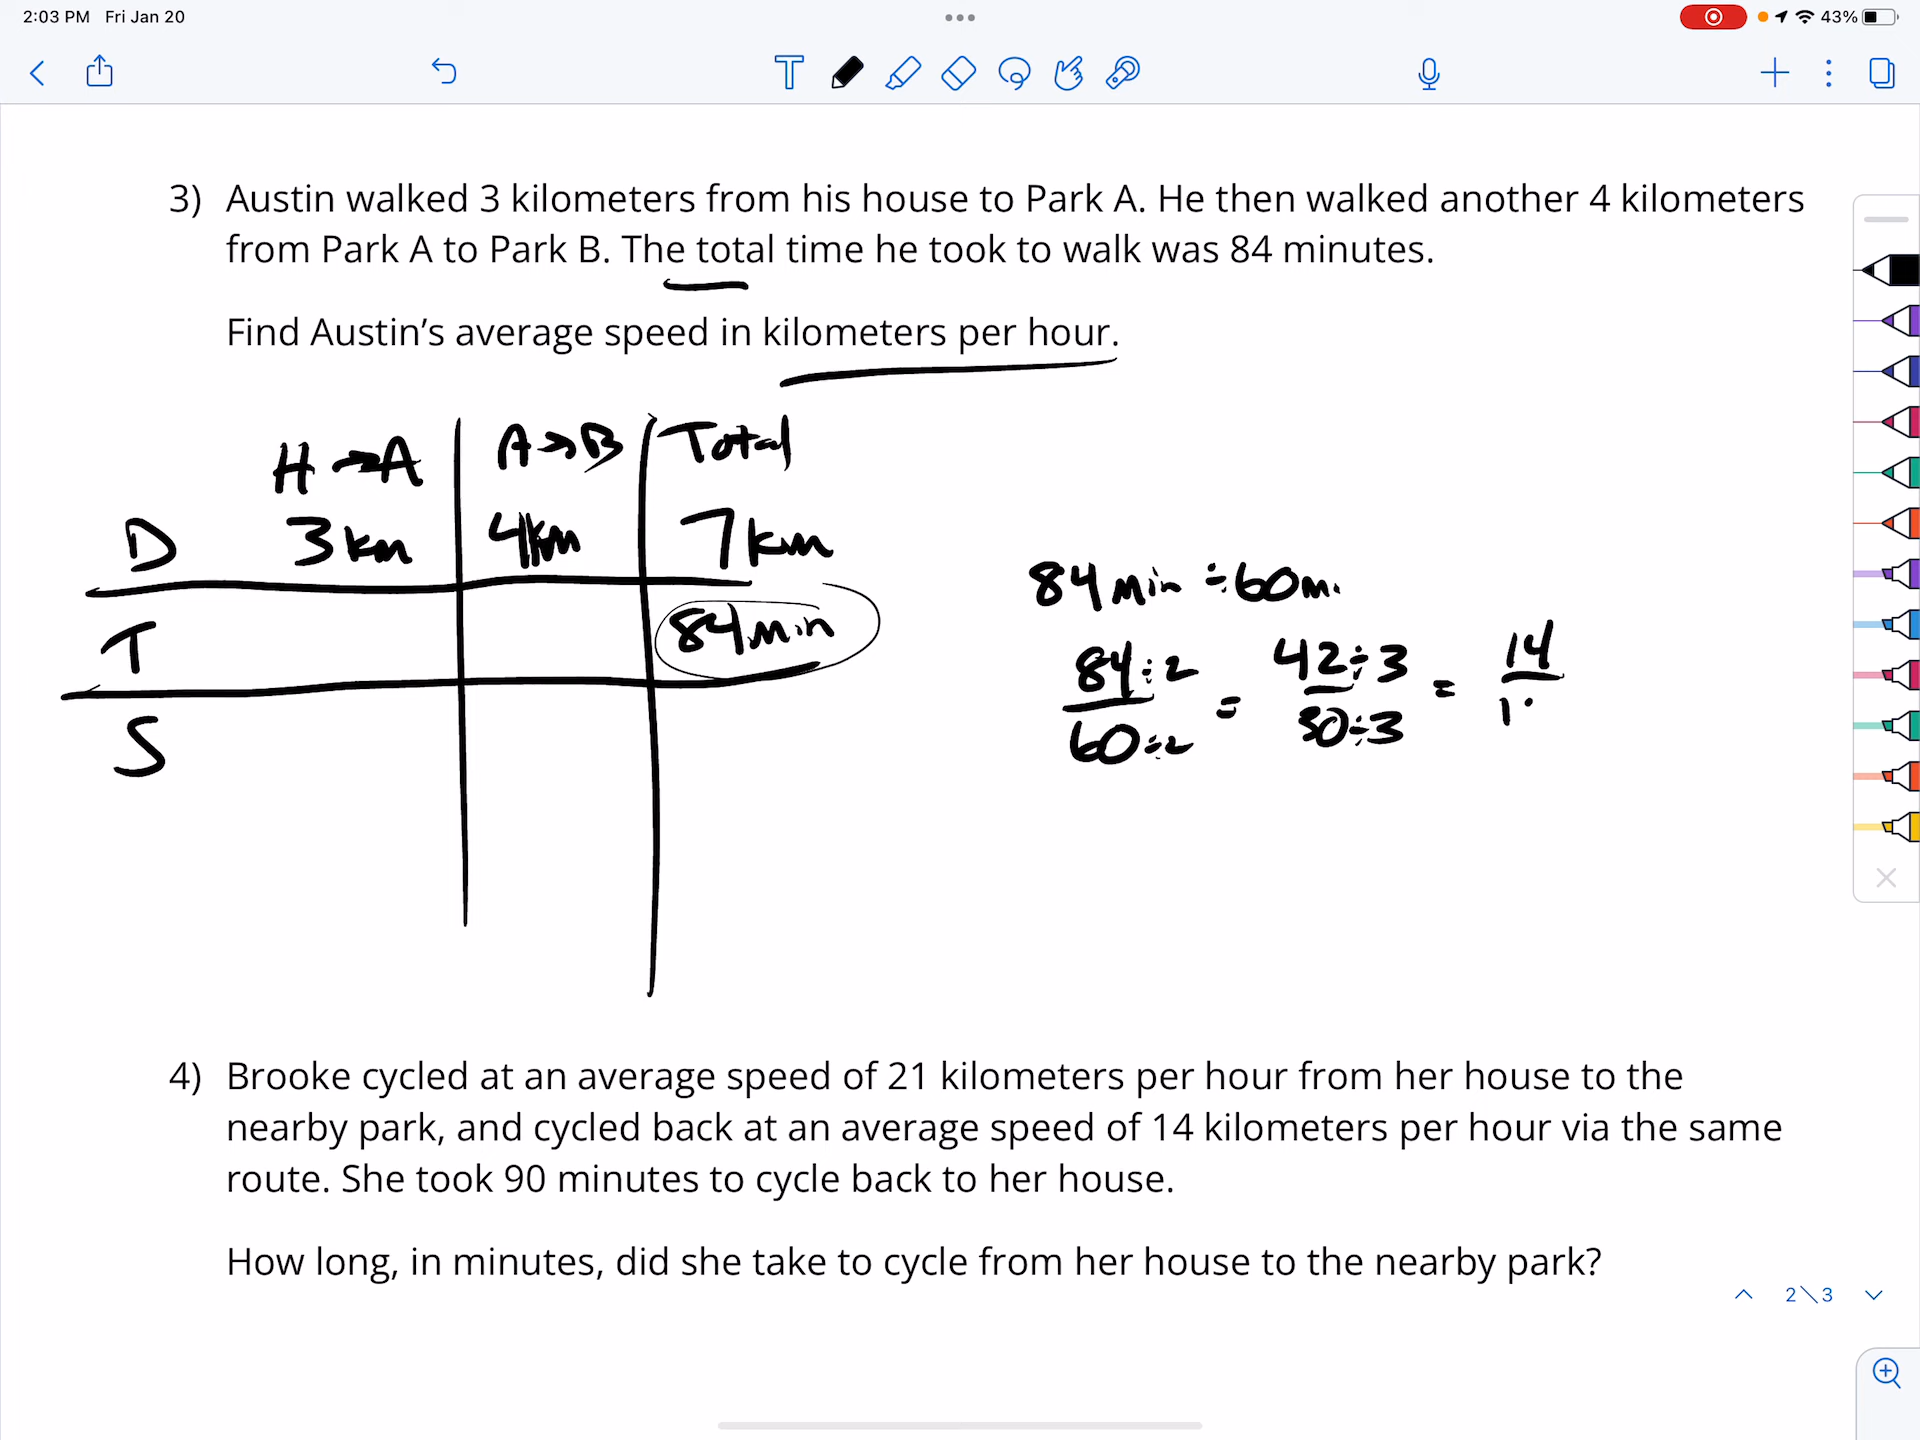 2:03 PM Fri Jan 20
43%
T
3) Austin walked 3 kilometers from his house to Park A. He then walked another 4 kilometers
from Park A to Park B. The total time he took to walk was 84 minutes.
Find Austin's average speed in kilometers per hour.
H → A A → B Total
D 3 km 4 km 7 km
T 84 min
S
84 min ÷ 60 m.
84 ÷ 2 = 42 ÷ 3 = 14
60 ÷ 2 30 ÷ 3 1
4) Brooke cycled at an average speed of 21 kilometers per hour from her house to the
nearby park, and cycled back at an average speed of 14 kilometers per hour via the same
route. She took 90 minutes to cycle back to her house.
How long, in minutes, did she take to cycle from her house to the nearby park?
2\3